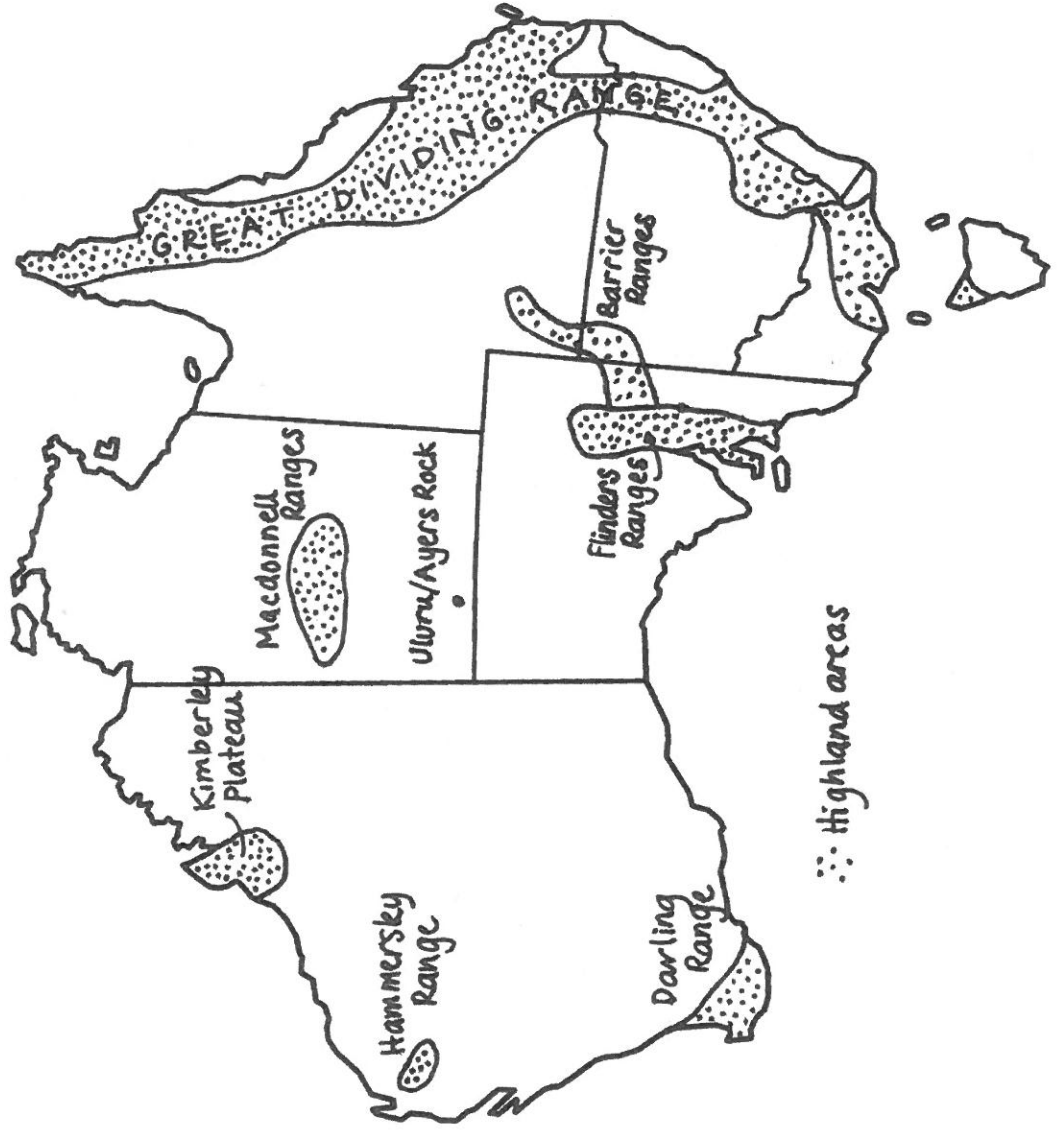 GREAT DIVIDING RANGE
Kimberley
Plateau
Macdonnell
Ranges
Uluru/Ayers Rock
Hammersky
Range
Barrier
Ranges
Flinders
Ranges
Darling
Range
Highland areas